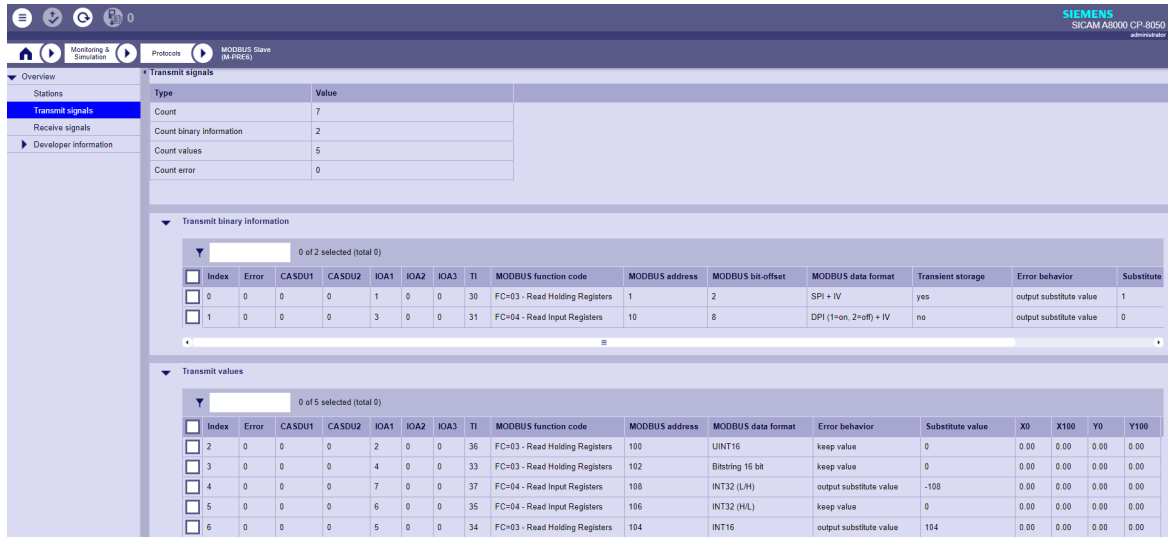 0
SIEMENS
SICAM A8000 CP-8050
administrator
Monitoring & Simulation
Protocols
MODBUS Slave (M-PRE6)
Overview
Stations
Transmit signals
Receive signals
Developer information
Transmit signals
Type Value
Count 7
Count binary information 2
Count values 5
Count error 0
Transmit binary information
0 of 2 selected (total 0)
Index Error CASDU1 CASDU2 IOA1 IOA2 IOA3 TI MODBUS function code MODBUS address MODBUS bit-offset MODBUS data format Transient storage Error behavior Substitute
0 0 0 0 1 0 0 30 FC=03 - Read Holding Registers 1 2 SPI + IV yes output substitute value 1
1 0 0 0 3 0 0 31 FC=04 - Read Input Registers 10 8 DPI (1=on, 2=off) + IV no output substitute value 0
Transmit values
0 of 5 selected (total 0)
Index Error CASDU1 CASDU2 IOA1 IOA2 IOA3 TI MODBUS function code MODBUS address MODBUS data format Error behavior Substitute value X0 X100 Y0 Y100
2 0 0 0 2 0 0 36 FC=03 - Read Holding Registers 100 UINT16 keep value 0 0.00 0.00 0.00 0.00
3 0 0 0 4 0 0 33 FC=03 - Read Holding Registers 102 Bitstring 16 bit keep value 0 0.00 0.00 0.00 0.00
4 0 0 0 7 0 0 37 FC=04 - Read Input Registers 108 INT32 (L/H) output substitute value -108 0.00 0.00 0.00 0.00
5 0 0 0 6 0 0 35 FC=04 - Read Input Registers 106 INT32 (H/L) keep value 0 0.00 0.00 0.00 0.00
6 0 0 0 5 0 0 34 FC=03 - Read Holding Registers 104 INT16 output substitute value 104 0.00 0.00 0.00 0.00